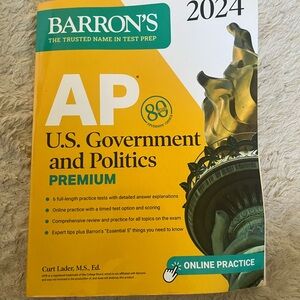 BARRON'S
THE TRUSTED NAME IN TEST PREP
2024
AP
80
U.S. Government
and Politics
PREMIUM
• 6 full-length practice tests with detailed answer explanations
• Online practice with a timed test option and scoring
• Comprehensive review and practice for all topics on the exam
• Expert tips plus Barron's "Essential 5" things you need to know
Curt Lader, M.S., Ed.
ONLINE PRACTICE